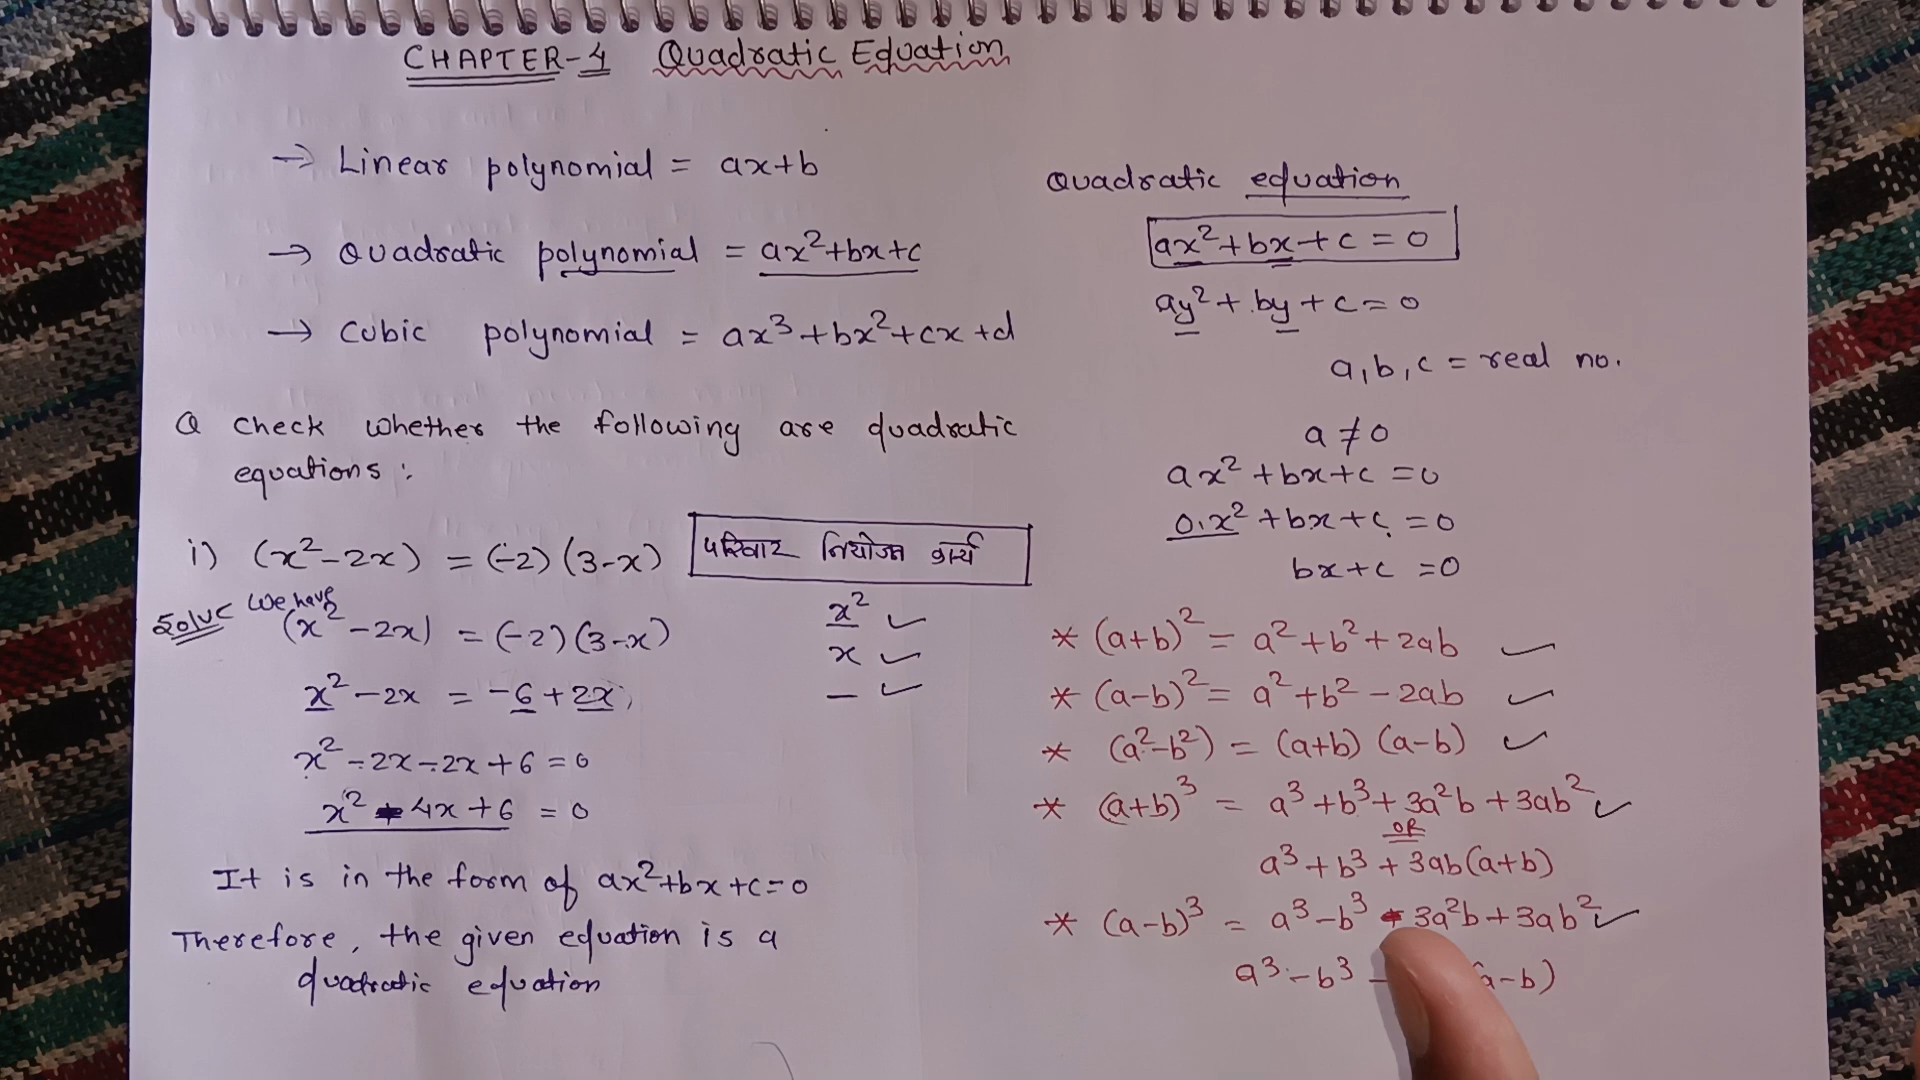 CHAPTER-4 Quadratic Equation
→ Linear polynomial = ax+b
→ Quadratic polynomial = ax²+bx+c
→ Cubic polynomial = ax³+bx²+cx+d
Q Check whether the following are quadratic
equations:
i) (x²-2x) = (-2)(3-x)
परिवार नियोजन कार्य
Solve We have
(x²-2x) = (-2)(3-x)
x²-2x = -6+2x,
x²-2x-2x+6=0
x²-4x+6=0
x² ✓
x ✓
— ✓
It is in the form of ax²+bx+c=0
Therefore, the given equation is a
quadratic equation
Quadratic equation
ax²+bx+c=0
ay²+by+c=0
a,b,c = real no.
a≠0
ax²+bx+c=0
0.x²+bx+c=0
bx+c=0
* (a+b)² = a²+b²+2ab ✓
* (a-b)² = a²+b²-2ab ✓
* (a²-b²) = (a+b)(a-b) ✓
* (a+b)³ = a³+b³+3a²b+3ab² ✓
OR
a³+b³+3ab(a+b)
* (a-b)³ = a³-b³-3a²b+3ab² ✓
a³-b³- a-b)